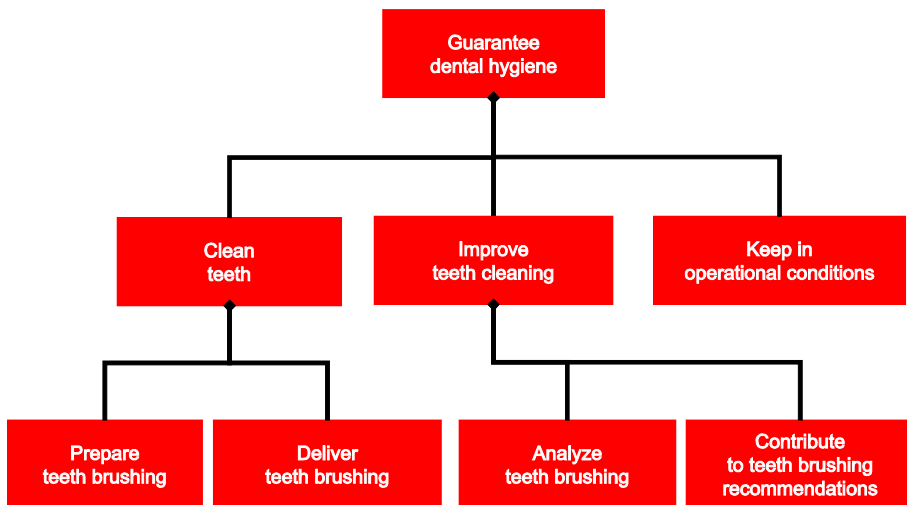 Guarantee
dental hygiene
Clean
teeth
Improve
teeth cleaning
Keep in
operational conditions
Prepare
teeth brushing
Deliver
teeth brushing
Analyze
teeth brushing
Contribute
to teeth brushing
recommendations